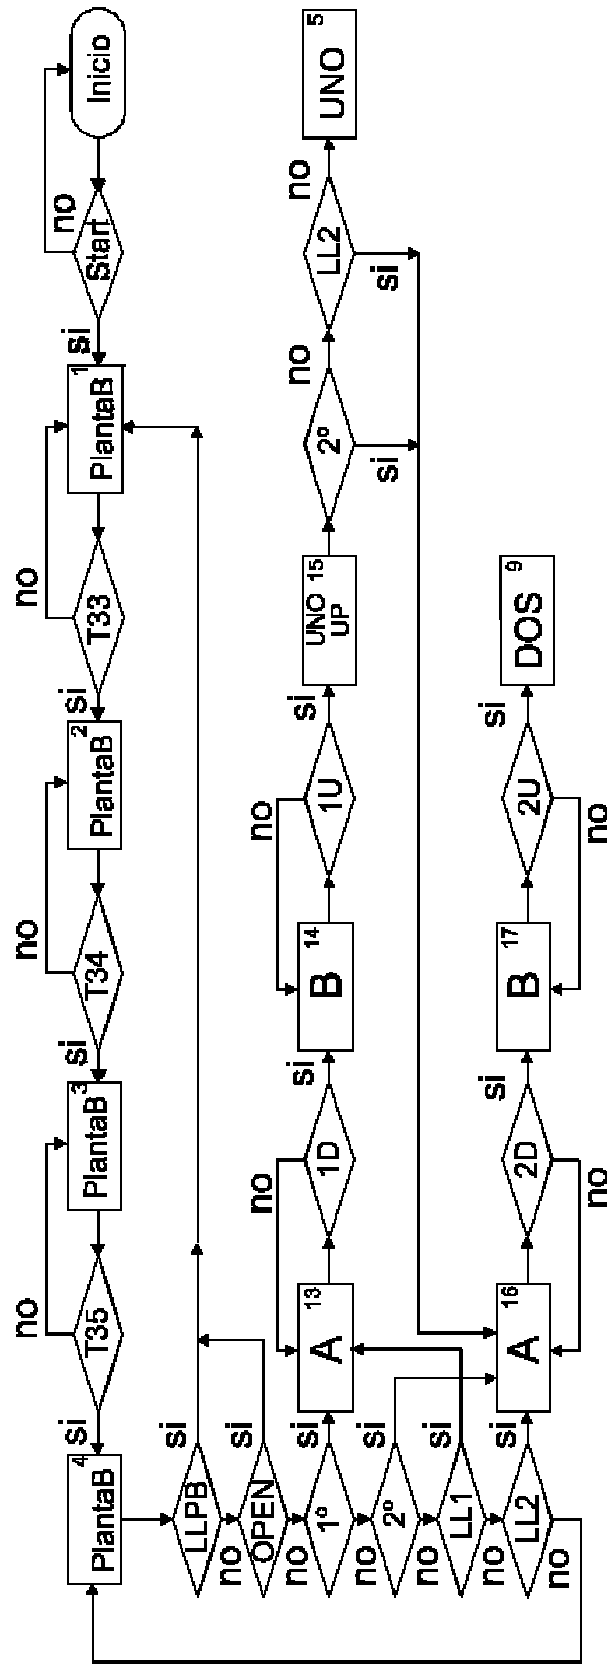 Inicio
no
Start
si
PlantaB 1
no
T33
si
PlantaB 2
no
T34
si
PlantaB 3
no
T35
si
PlantaB 4
LLPB
si
no
OPEN
si
no
1º
si
A 13
no
1D
si
B 14
no
1U
si
UNO 15
UP
2º
no
si
LL2
no
si
UNO 5
no
2º
si
no
LL1
si
no
LL2
si
no
A 16
2D
no
si
B 17
2U
no
si
DOS 9